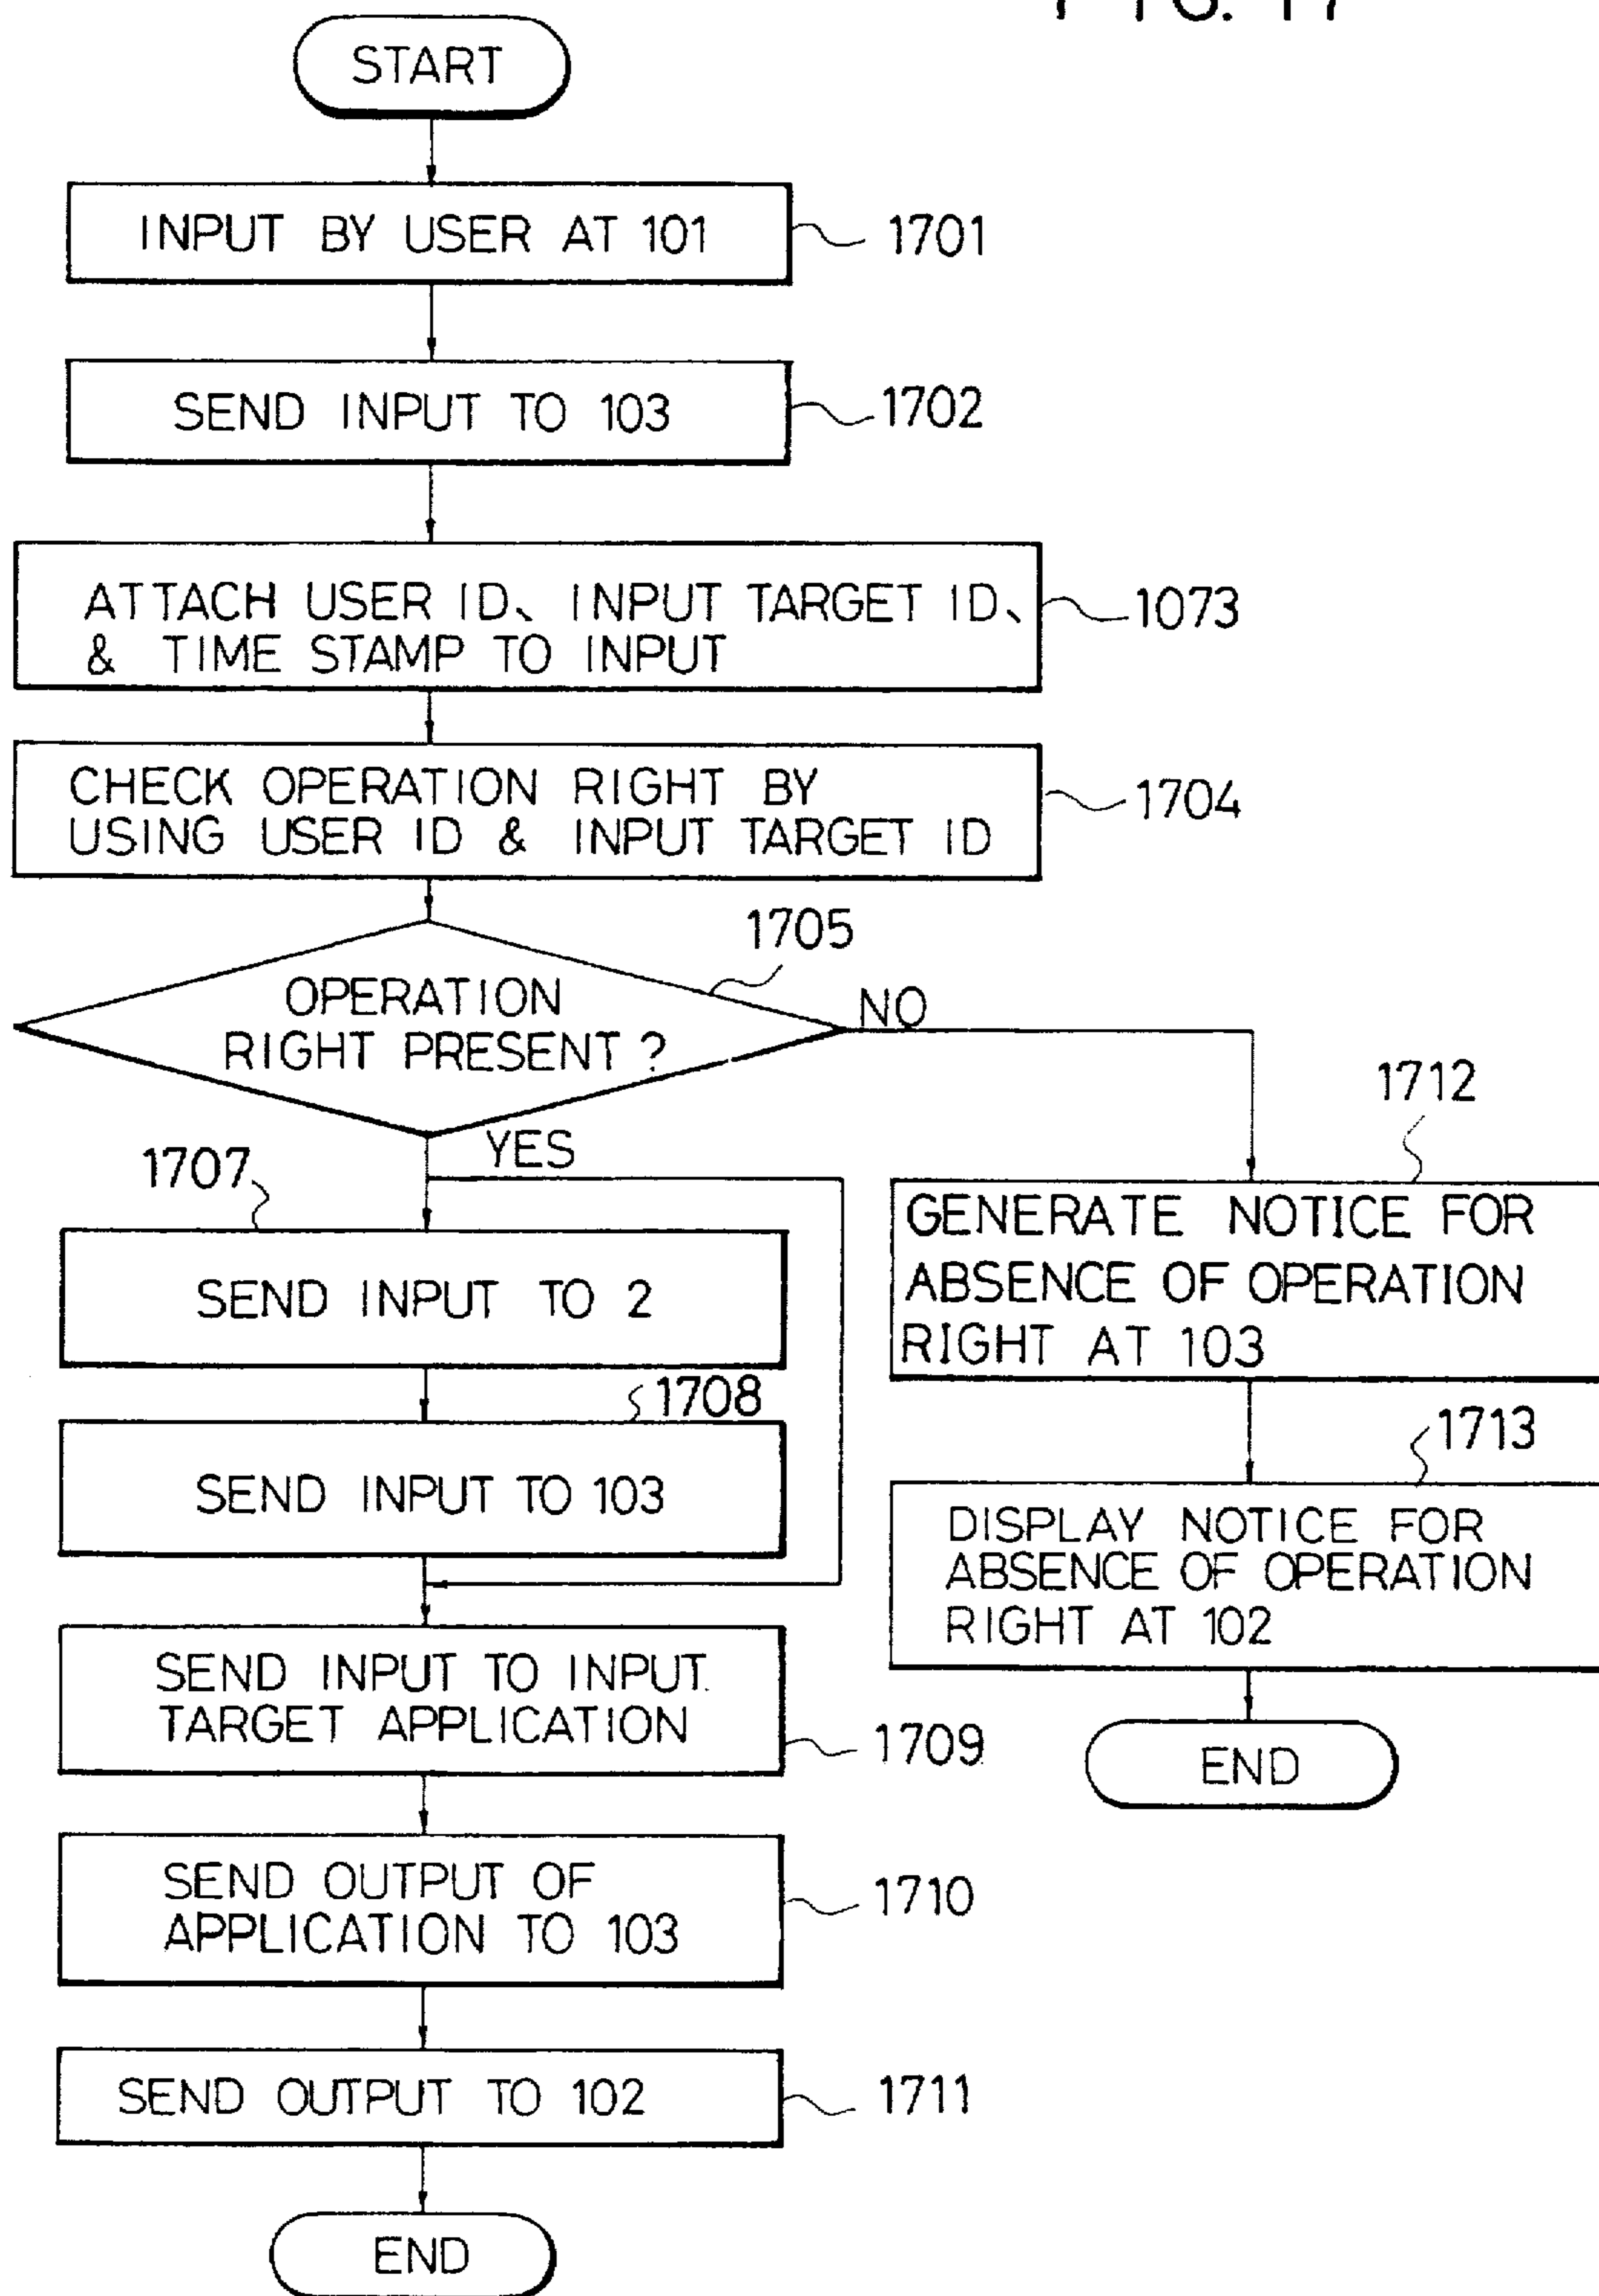 FIG. 17
START
INPUT BY USER AT 101
1701
SEND INPUT TO 103
1702
ATTACH USER ID、 INPUT TARGET ID、
& TIME STAMP TO INPUT
1073
CHECK OPERATION RIGHT BY
USING USER ID & INPUT TARGET ID
1704
1705
OPERATION
RIGHT PRESENT ?
NO
YES
1707
SEND INPUT TO 2
1708
SEND INPUT TO 103
SEND INPUT TO INPUT
TARGET APPLICATION
1709
SEND OUTPUT OF
APPLICATION TO 103
1710
SEND OUTPUT TO 102
1711
END
1712
GENERATE NOTICE FOR
ABSENCE OF OPERATION
RIGHT AT 103
1713
DISPLAY NOTICE FOR
ABSENCE OF OPERATION
RIGHT AT 102
END